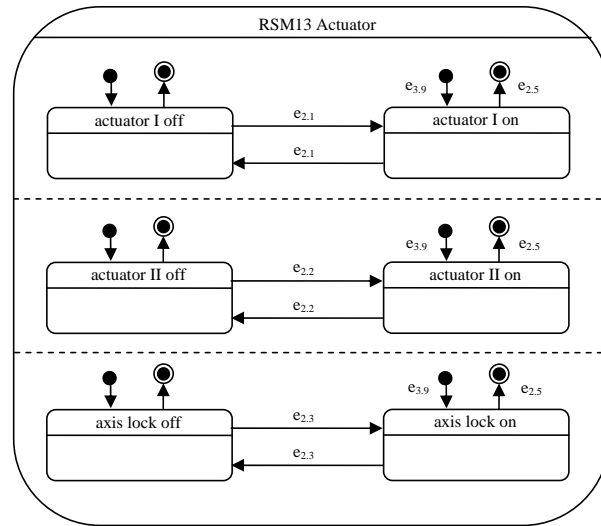 RSM13 Actuator
e3.9 e2.5
actuator I off e2.1 actuator I on
e2.1
e3.9 e2.5
actuator II off e2.2 actuator II on
e2.2
e3.9 e2.5
axis lock off e2.3 axis lock on
e2.3